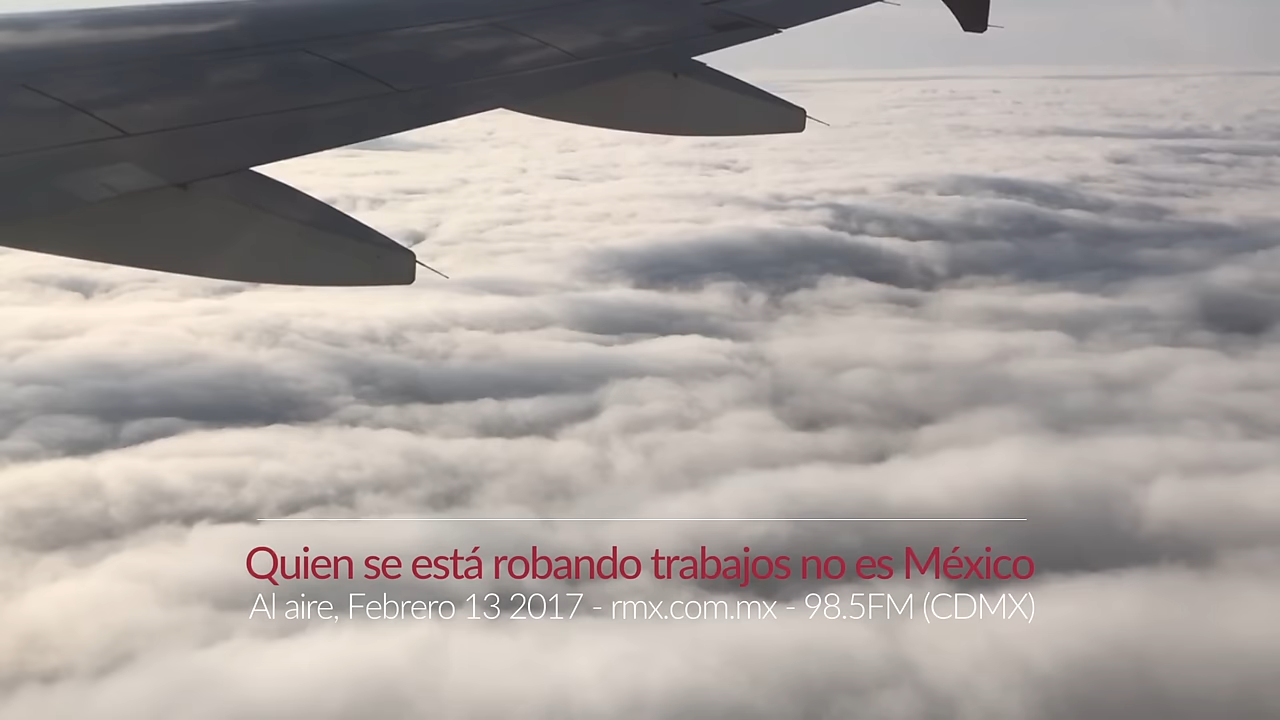 Quien se está robando trabajos no es México
Al aire, Febrero 13 2017 - rmx.com.mx - 98.5FM (CDMX)